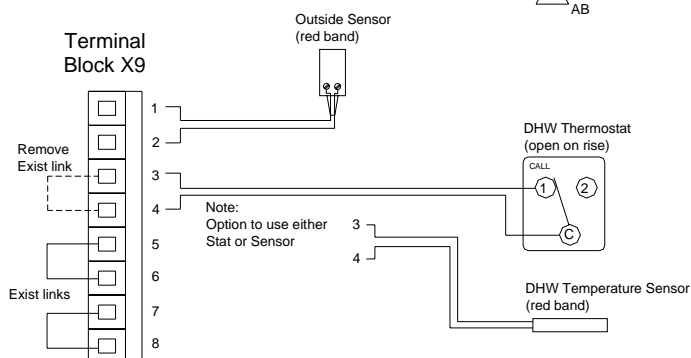 AB
Outside Sensor
(red band)
Terminal
Block X9
1
2
3
4
5
6
7
8
Remove
Exist link
Exist links
Note:
Option to use either
Stat or Sensor
3
4
DHW Thermostat
(open on rise)
CALL
1
2
C
DHW Temperature Sensor
(red band)